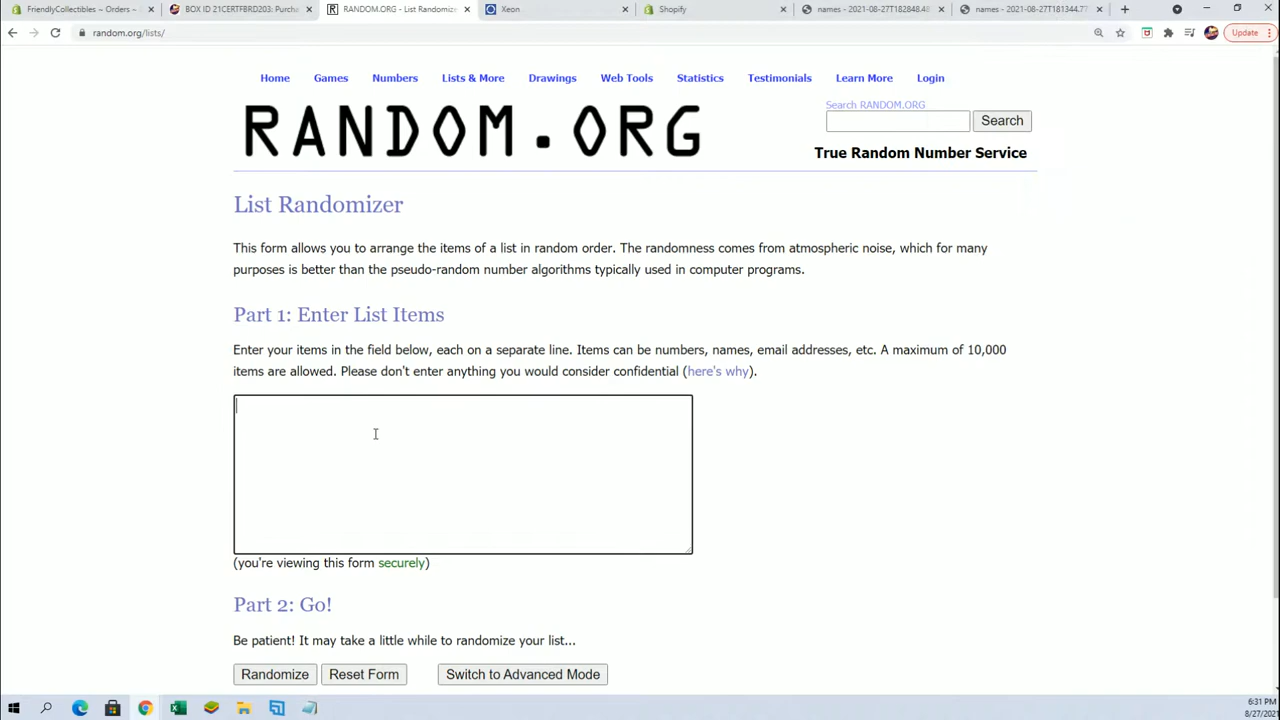 FriendlyCollectibles – Orders –
BOX ID 21CERTFBRD203: Purcha
RANDOM.ORG - List Randomize
Xeon
Shopify
names - 2021-08-27T182848.48
names - 2021-08-27T181344.77
random.org/lists/
Update
Home Games Numbers Lists & More Drawings Web Tools Statistics Testimonials Learn More Login
RANDOM.ORG
Search RANDOM.ORG
Search
True Random Number Service
List Randomizer
This form allows you to arrange the items of a list in random order. The randomness comes from atmospheric noise, which for many
purposes is better than the pseudo-random number algorithms typically used in computer programs.
Part 1: Enter List Items
Enter your items in the field below, each on a separate line. Items can be numbers, names, email addresses, etc. A maximum of 10,000
items are allowed. Please don't enter anything you would consider confidential (here's why).
(you're viewing this form securely)
Part 2: Go!
Be patient! It may take a little while to randomize your list...
Randomize Reset Form Switch to Advanced Mode
6:31 PM
8/27/2021